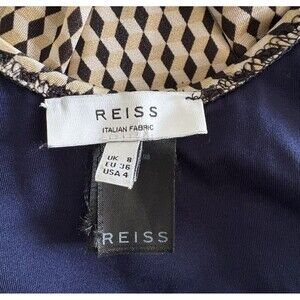 REISS
ITALIAN FABRIC
UK 8
EU 36
USA 4
REISS